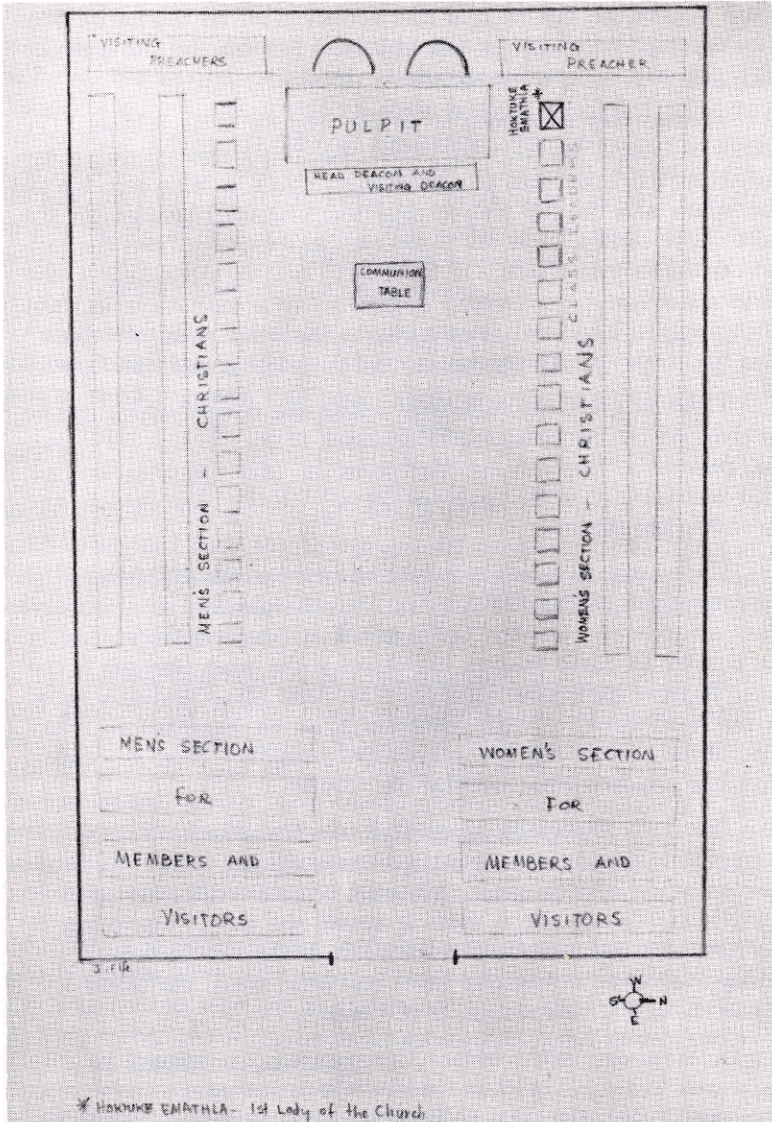 VISITING
PREACHERS
VISITING
PREACHER
PULPIT
HOKTUKE
EMATHLA
*
HEAD DEACON AND
VISITING DEACON
COMMUNION
TABLE
CLASS LEADERS
MEN'S SECTION - CHRISTIANS
WOMEN'S SECTION - CHRISTIANS
MEN'S SECTION
FOR
MEMBERS AND
VISITORS
WOMEN'S SECTION
FOR
MEMBERS AND
VISITORS
W
S N
E
* HOKTUKE EMATHLA - 1st Lady of the Church